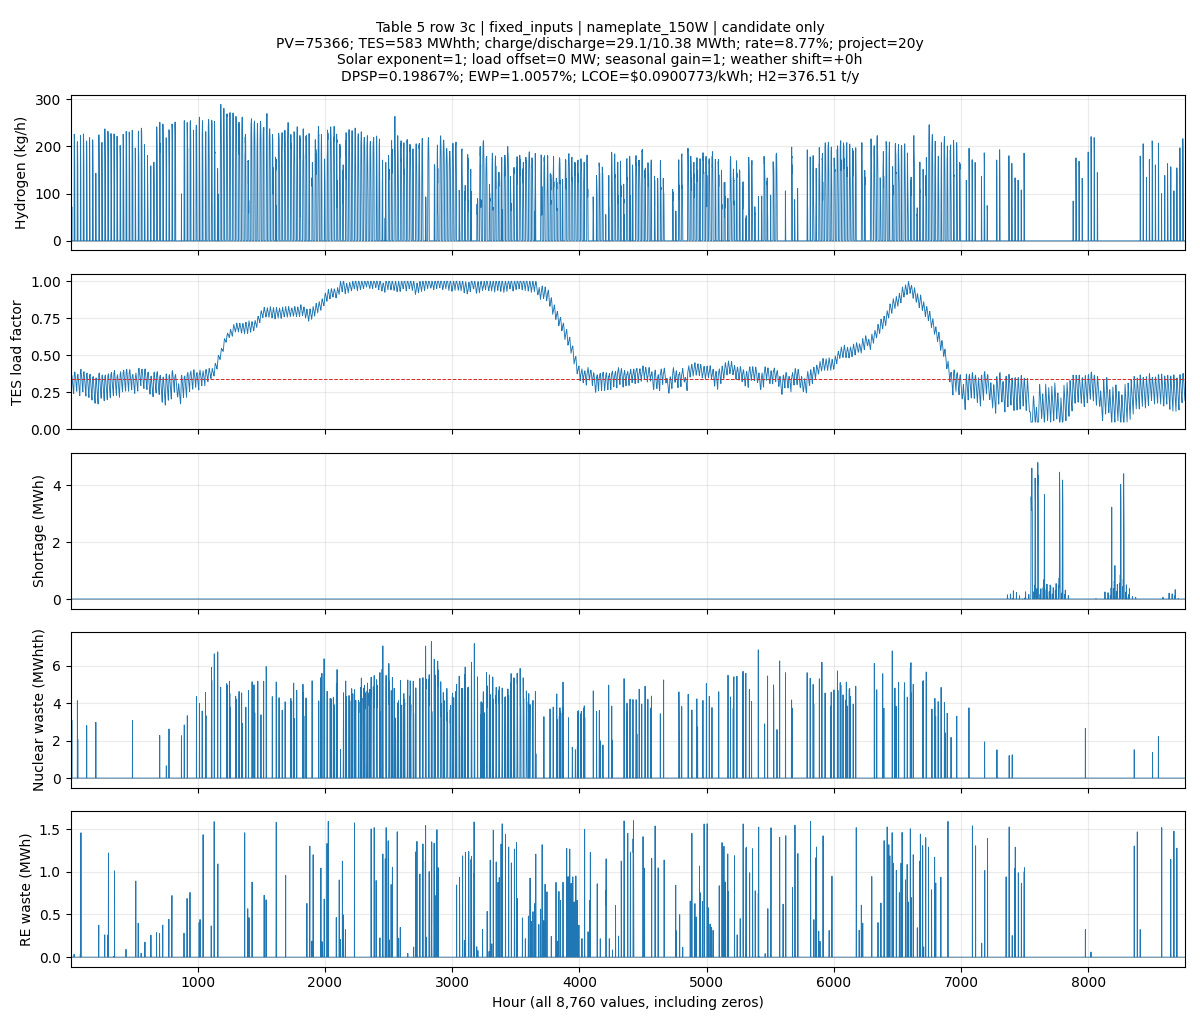 Table 5 row 3c | fixed_inputs | nameplate_150W | candidate only
PV=75366; TES=583 MWhth; charge/discharge=29.1/10.38 MWth; rate=8.77%; project=20y
Solar exponent=1; load offset=0 MW; seasonal gain=1; weather shift=+0h
DPSP=0.19867%; EWP=1.0057%; LCOE=$0.0900773/kWh; H2=376.51 t/y
Hydrogen (kg/h)
300
200
100
0
TES load factor
1.00
0.75
0.50
0.25
0.00
Shortage (MWh)
4
2
0
Nuclear waste (MWhth)
6
4
2
0
RE waste (MWh)
1.5
1.0
0.5
0.0
1000 2000 3000 4000 5000 6000 7000 8000
Hour (all 8,760 values, including zeros)